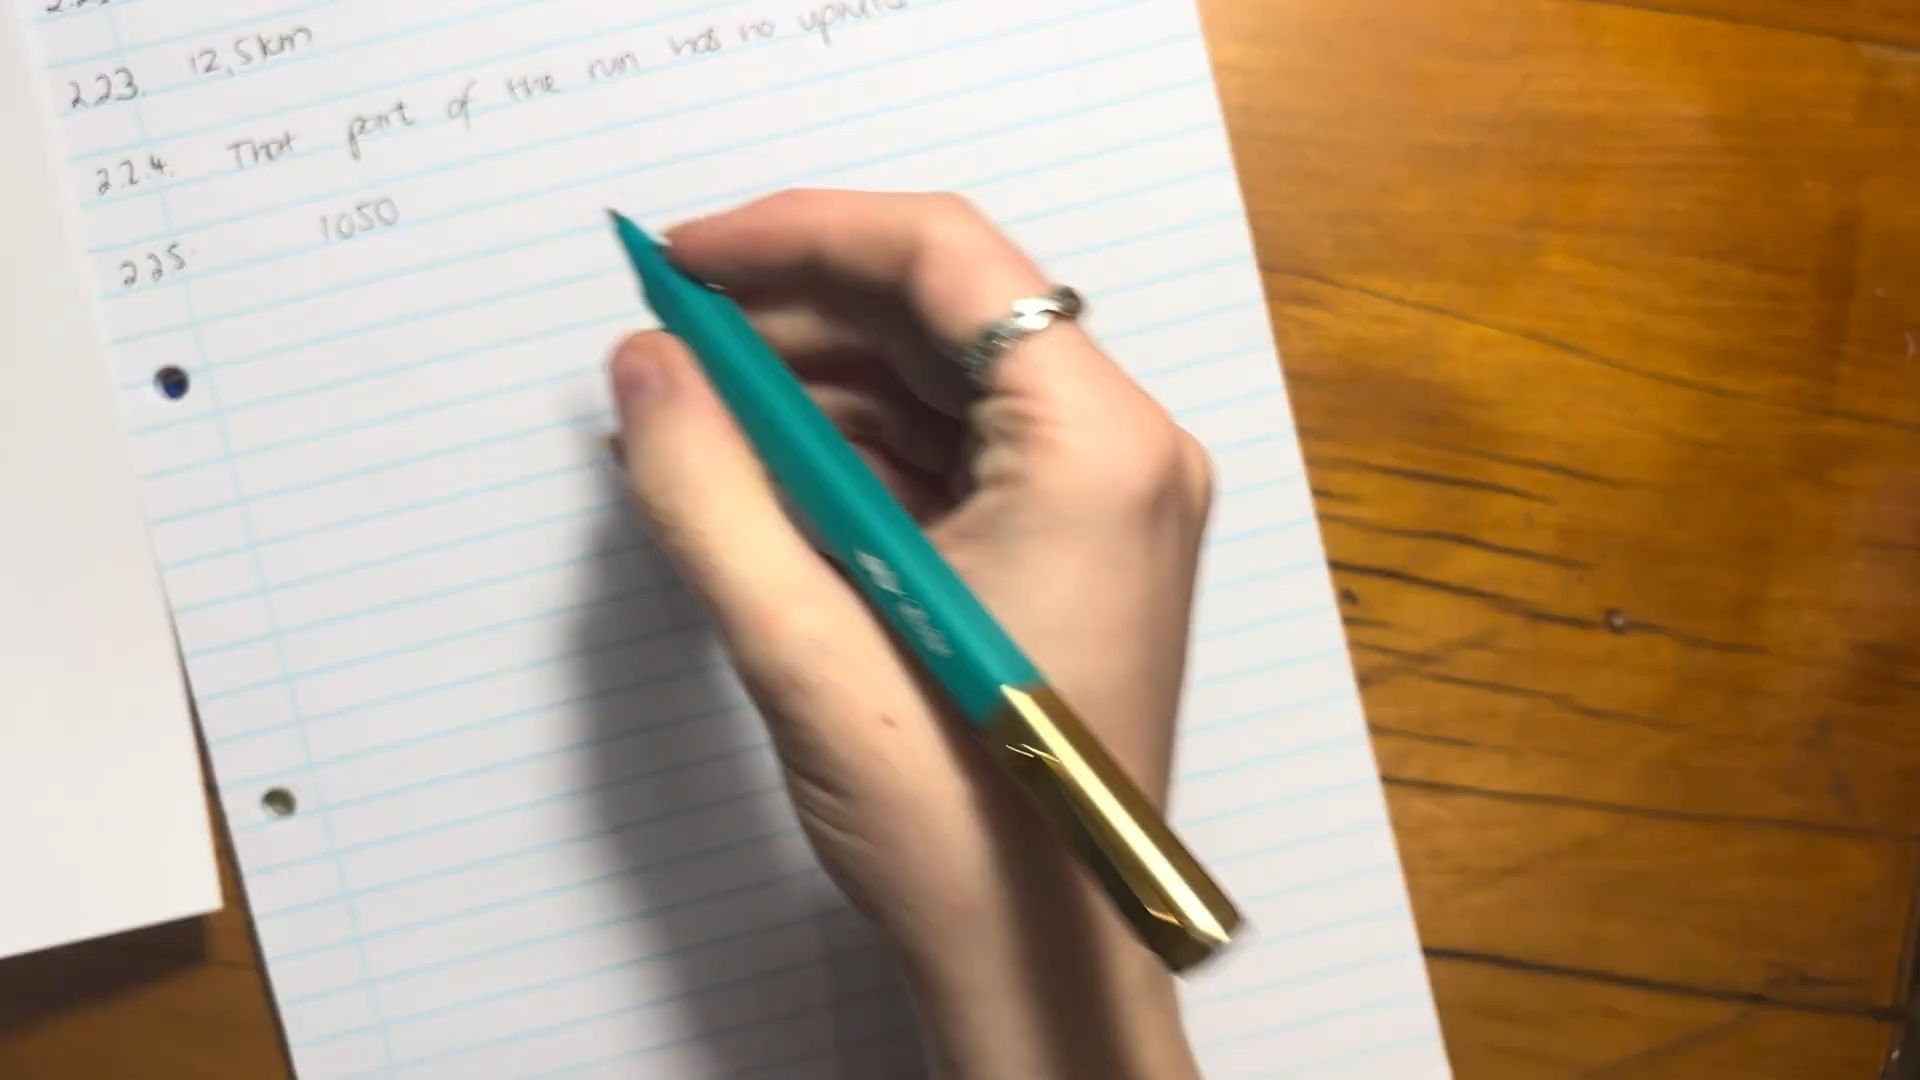 2.2.3. 12,5km
2.2.4. That part of the run has no uphill
2.2.5. 1050